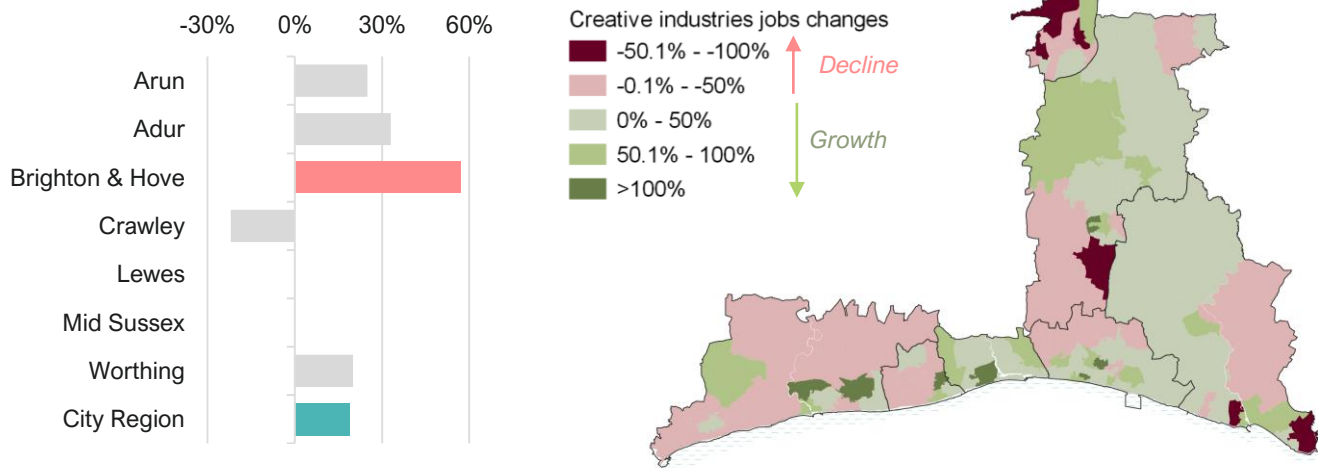 -30% 0% 30% 60%
Arun
Adur
Brighton & Hove
Crawley
Lewes
Mid Sussex
Worthing
City Region
Creative industries jobs changes
-50.1% - -100%
-0.1% - -50%
0% - 50%
50.1% - 100%
>100%
Decline
Growth